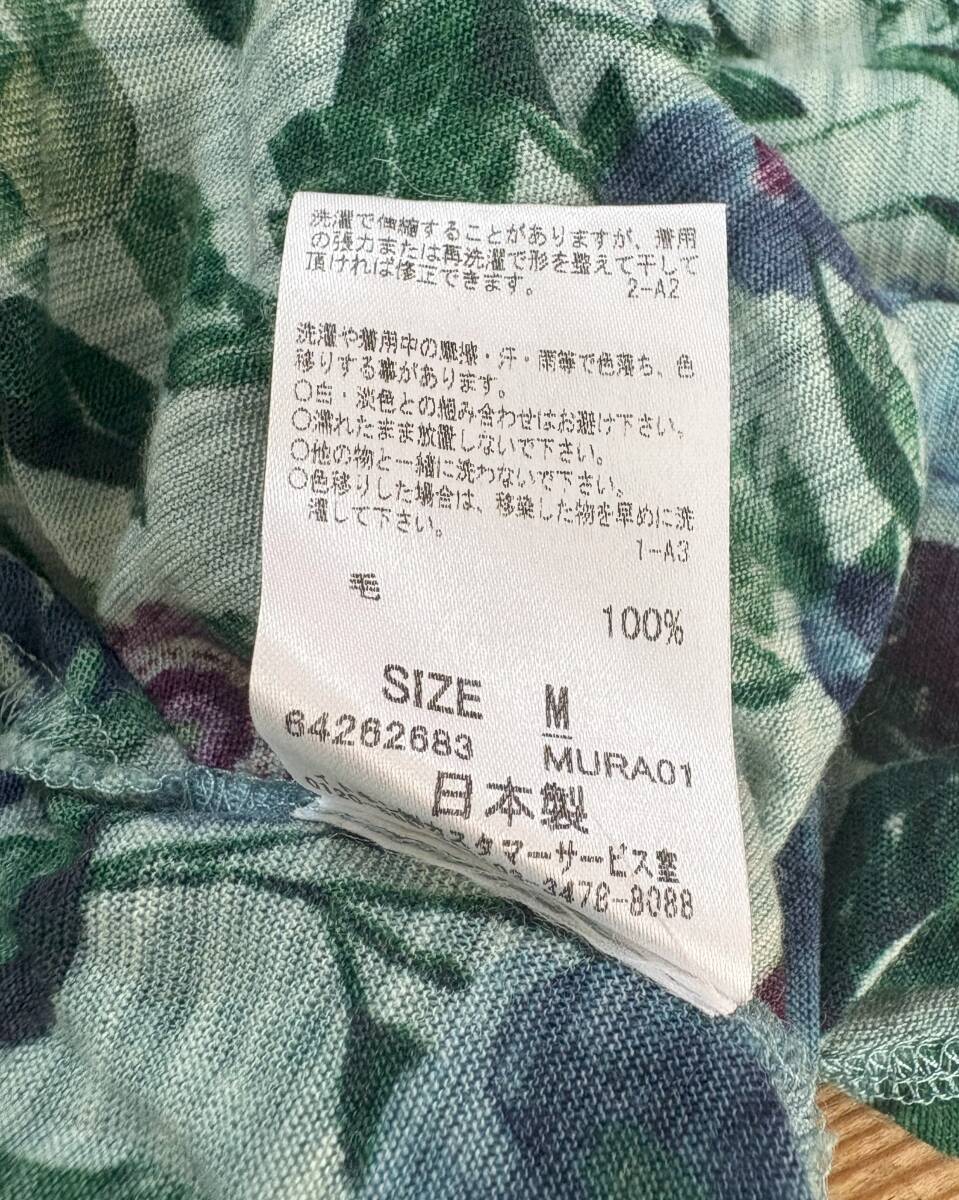 洗濯で伸縮することがありますが、着用
の張力または再洗濯で形を整えて干して
頂ければ修正できます。 2-A2
洗濯や着用中の摩擦・汗・雨等で色落ち、色
移りする事があります。
○白・淡色との組み合わせはお避け下さい。
○濡れたまま放置しないで下さい。
○他の物と一緒に洗わないで下さい。
○色移りした場合は、移染した物を早めに洗
濯して下さい。
1-A3
毛 100%
SIZE M
64262683 MURA01
日本製
カスタマーサービス室
3478-8088